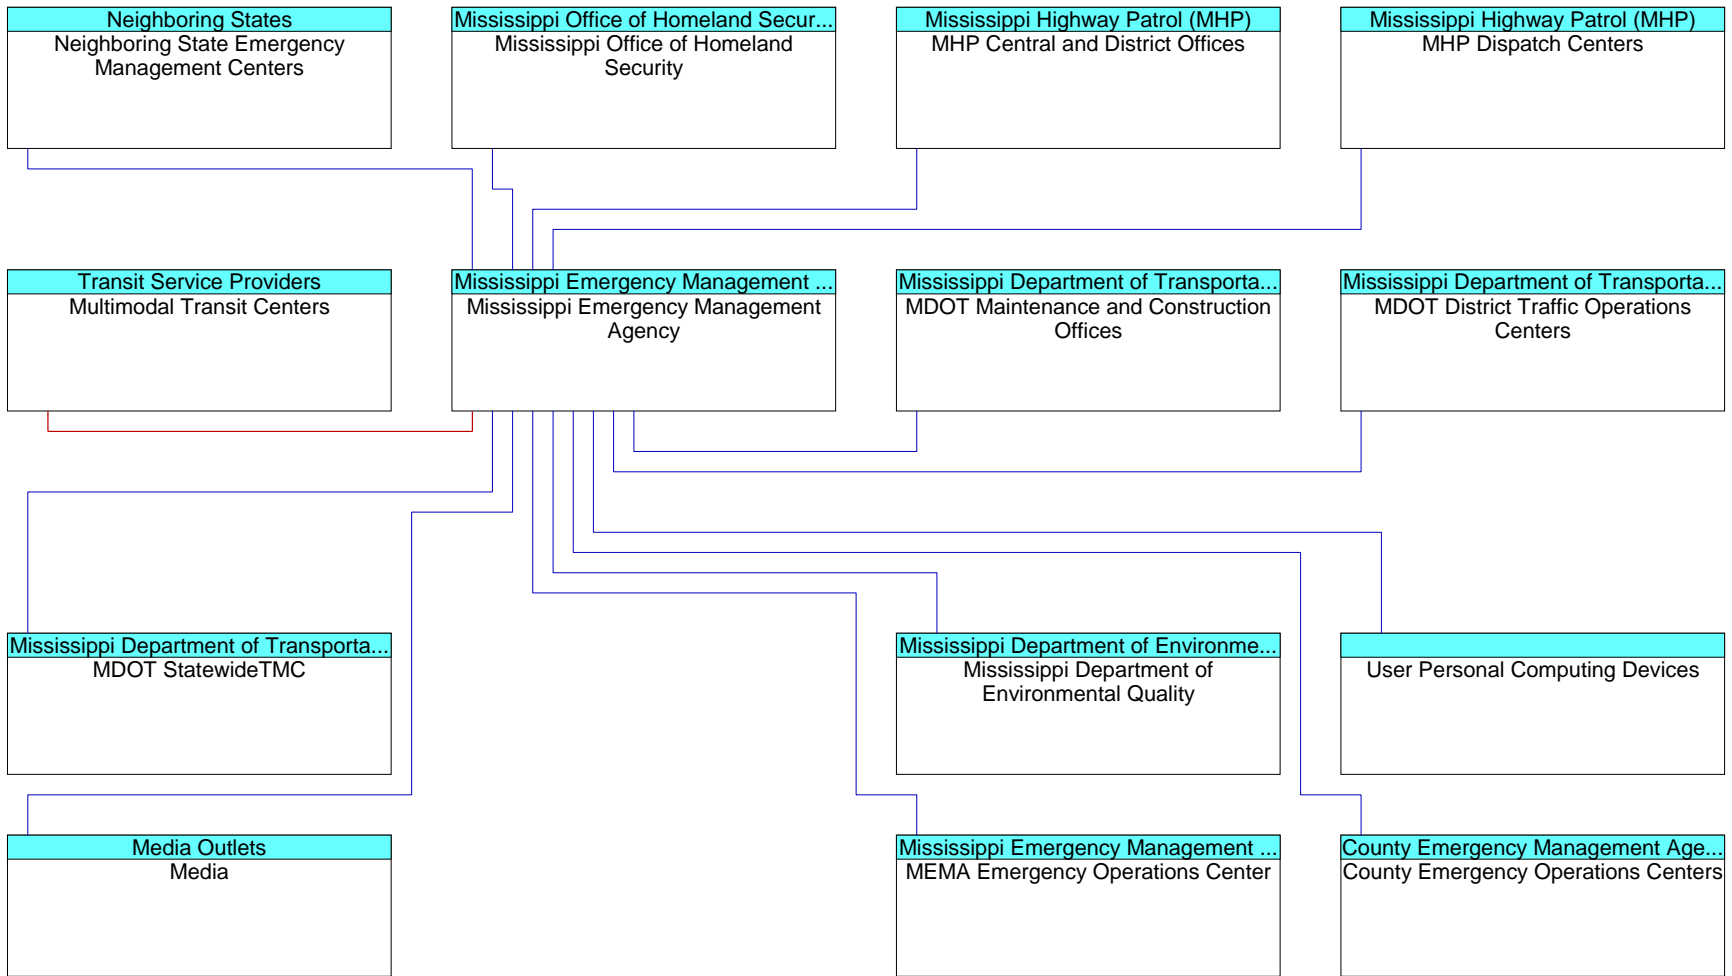 Neighboring States
Neighboring State Emergency
Management Centers
Mississippi Office of Homeland Secur...
Mississippi Office of Homeland
Security
Mississippi Highway Patrol (MHP)
MHP Central and District Offices
Mississippi Highway Patrol (MHP)
MHP Dispatch Centers
Transit Service Providers
Multimodal Transit Centers
Mississippi Emergency Management ...
Mississippi Emergency Management
Agency
Mississippi Department of Transporta...
MDOT Maintenance and Construction
Offices
Mississippi Department of Transporta...
MDOT District Traffic Operations
Centers
Mississippi Department of Transporta...
MDOT StatewideTMC
Mississippi Department of Environme...
Mississippi Department of
Environmental Quality
User Personal Computing Devices
Media Outlets
Media
Mississippi Emergency Management ...
MEMA Emergency Operations Center
County Emergency Management Age...
County Emergency Operations Centers